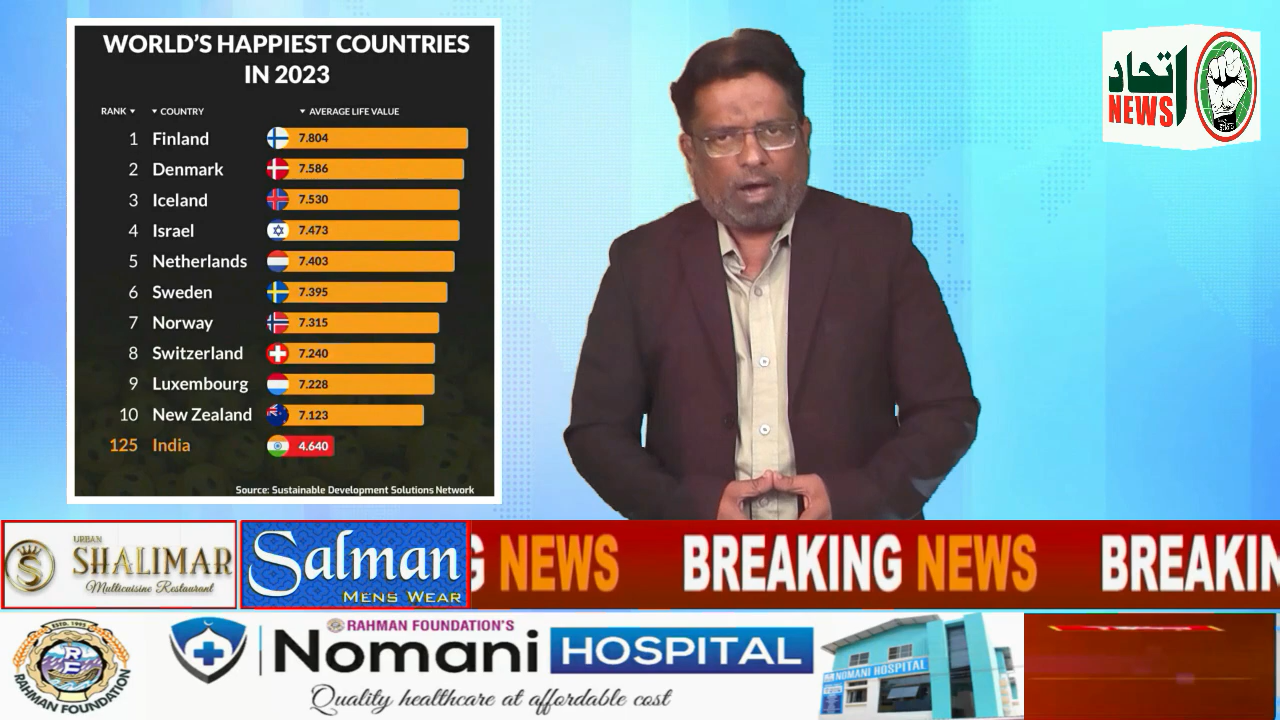 WORLD'S HAPPIEST COUNTRIES
IN 2023
RANK COUNTRY AVERAGE LIFE VALUE
1 Finland 7.804
2 Denmark 7.586
3 Iceland 7.530
4 Israel 7.473
5 Netherlands 7.403
6 Sweden 7.395
7 Norway 7.315
8 Switzerland 7.240
9 Luxembourg 7.228
10 New Zealand 7.123
125 India 4.640
Source: Sustainable Development Solutions Network
اتحاد
NEWS
URBAN
SHALIMAR
Multicuisine Restaurant
Salman
MENS WEAR
G NEWS BREAKING NEWS BREAKIN
ESTD. 1995
RF
RAHMAN FOUNDATION
RAHMAN FOUNDATION'S
Nomani HOSPITAL
Quality healthcare at affordable cost
NOMANI HOSPITAL